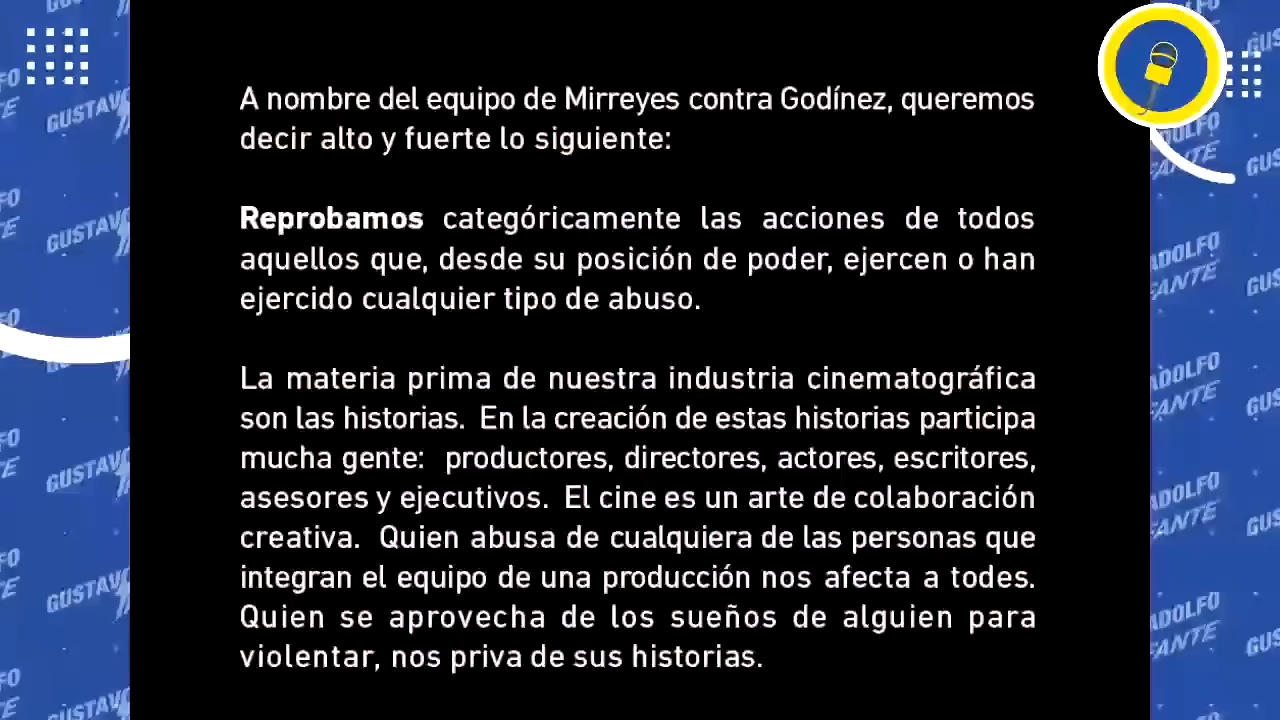 A nombre del equipo de Mirreyes contra Godínez, queremos
decir alto y fuerte lo siguiente:
Reprobamos categóricamente las acciones de todos
aquellos que, desde su posición de poder, ejercen o han
ejercido cualquier tipo de abuso.
La materia prima de nuestra industria cinematográfica
son las historias. En la creación de estas historias participa
mucha gente: productores, directores, actores, escritores,
asesores y ejecutivos. El cine es un arte de colaboración
creativa. Quien abusa de cualquiera de las personas que
integran el equipo de una producción nos afecta a todes.
Quien se aprovecha de los sueños de alguien para
violentar, nos priva de sus historias.